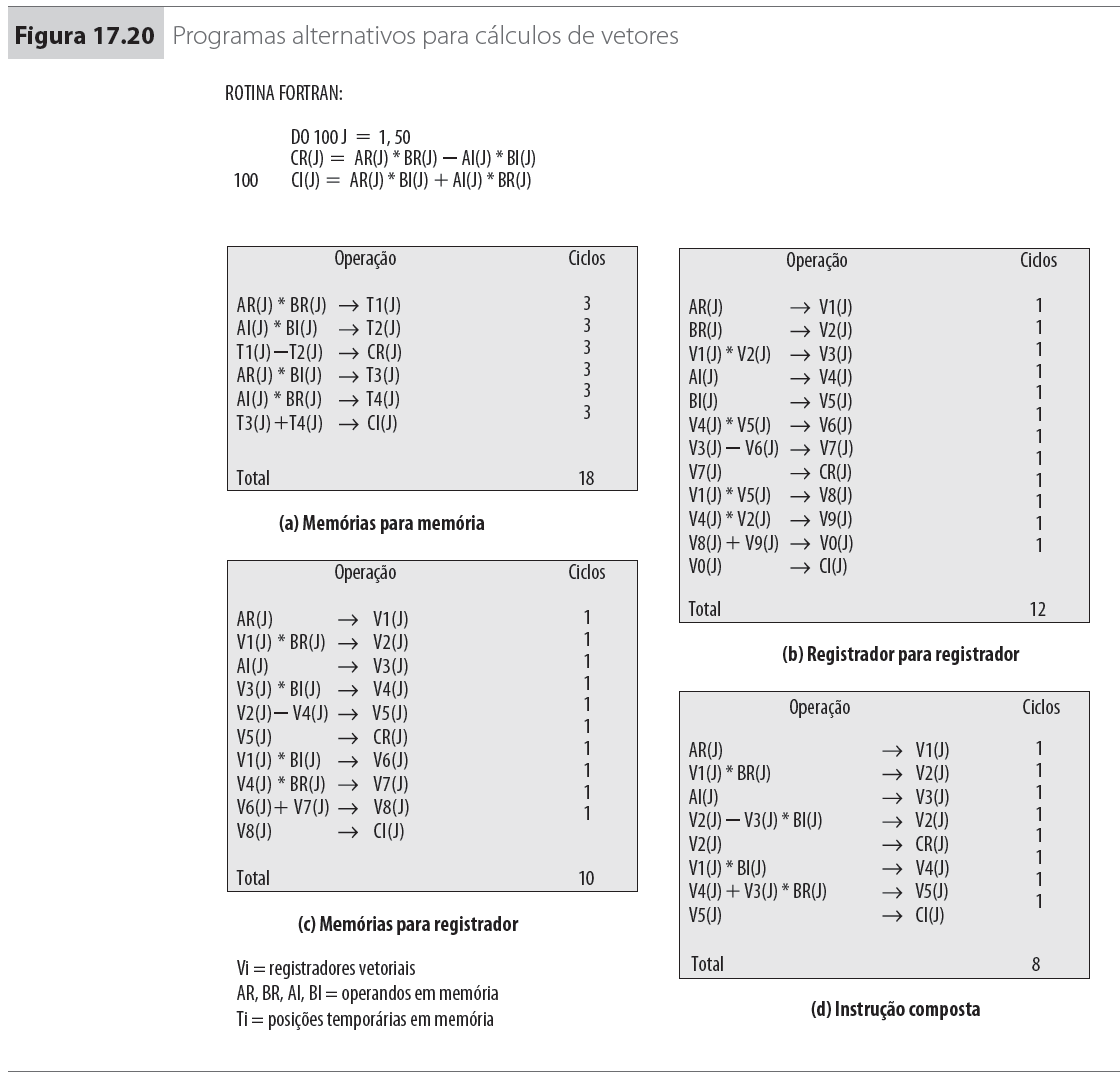 Figura 17.20 Programas alternativos para cálculos de vetores
ROTINA FORTRAN:
DO 100 J = 1, 50
CR(J) = AR(J) * BR(J) — AI(J) * BI(J)
100 CI(J) = AR(J) * BI(J) + AI(J) * BR(J)
Operação Ciclos
AR(J) * BR(J) → T1(J) 3
AI(J) * BI(J) → T2(J) 3
T1(J) — T2(J) → CR(J) 3
AR(J) * BI(J) → T3(J) 3
AI(J) * BR(J) → T4(J) 3
T3(J) + T4(J) → CI(J) 3
Total 18
(a) Memórias para memória
Operação Ciclos
AR(J) → V1(J) 1
BR(J) → V2(J) 1
V1(J) * V2(J) → V3(J) 1
AI(J) → V4(J) 1
BI(J) → V5(J) 1
V4(J) * V5(J) → V6(J) 1
V3(J) — V6(J) → V7(J) 1
V7(J) → CR(J) 1
V1(J) * V5(J) → V8(J) 1
V4(J) * V2(J) → V9(J) 1
V8(J) + V9(J) → V0(J) 1
V0(J) → CI(J) 1
Total 12
(b) Registrador para registrador
Operação Ciclos
AR(J) → V1(J) 1
V1(J) * BR(J) → V2(J) 1
AI(J) → V3(J) 1
V3(J) * BI(J) → V4(J) 1
V2(J) — V4(J) → V5(J) 1
V5(J) → CR(J) 1
V1(J) * BI(J) → V6(J) 1
V4(J) * BR(J) → V7(J) 1
V6(J) + V7(J) → V8(J) 1
V8(J) → CI(J) 1
Total 10
(c) Memórias para registrador
Operação Ciclos
AR(J) → V1(J) 1
V1(J) * BR(J) → V2(J) 1
AI(J) → V3(J) 1
V2(J) — V3(J) * BI(J) → V2(J) 1
V2(J) → CR(J) 1
V1(J) * BI(J) → V4(J) 1
V4(J) + V3(J) * BR(J) → V5(J) 1
V5(J) → CI(J) 1
Total 8
(d) Instrução composta
Vi = registradores vetoriais
AR, BR, AI, BI = operandos em memória
Ti = posições temporárias em memória